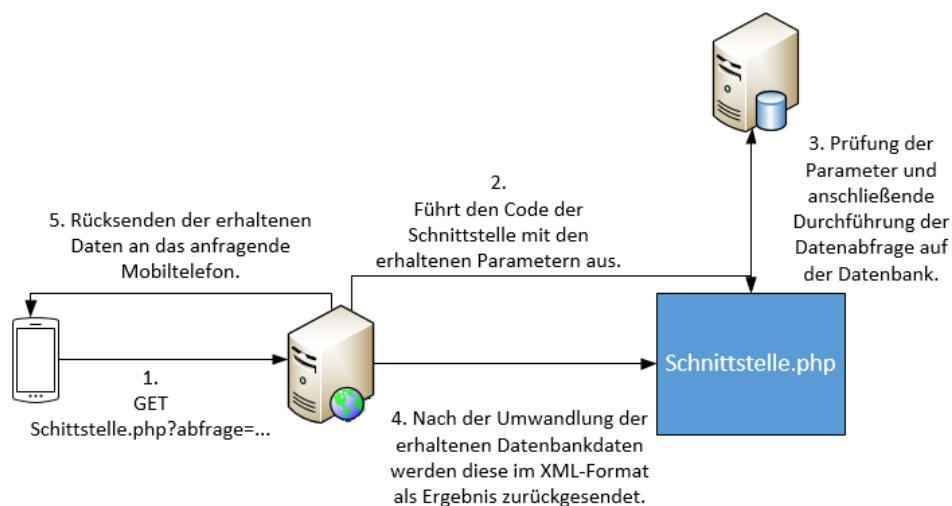 1.
GET
Schittstelle.php?abfrage=...
2.
Führt den Code der
Schnittstelle mit den
erhaltenen Parametern aus.
3. Prüfung der
Parameter und
anschließende
Durchführung der
Datenabfrage auf
der Datenbank.
Schnittstelle.php
4. Nach der Umwandlung der
erhaltenen Datenbankdaten
werden diese im XML-Format
als Ergebnis zurückgesendet.
5. Rücksenden der erhaltenen
Daten an das anfragende
Mobiltelefon.